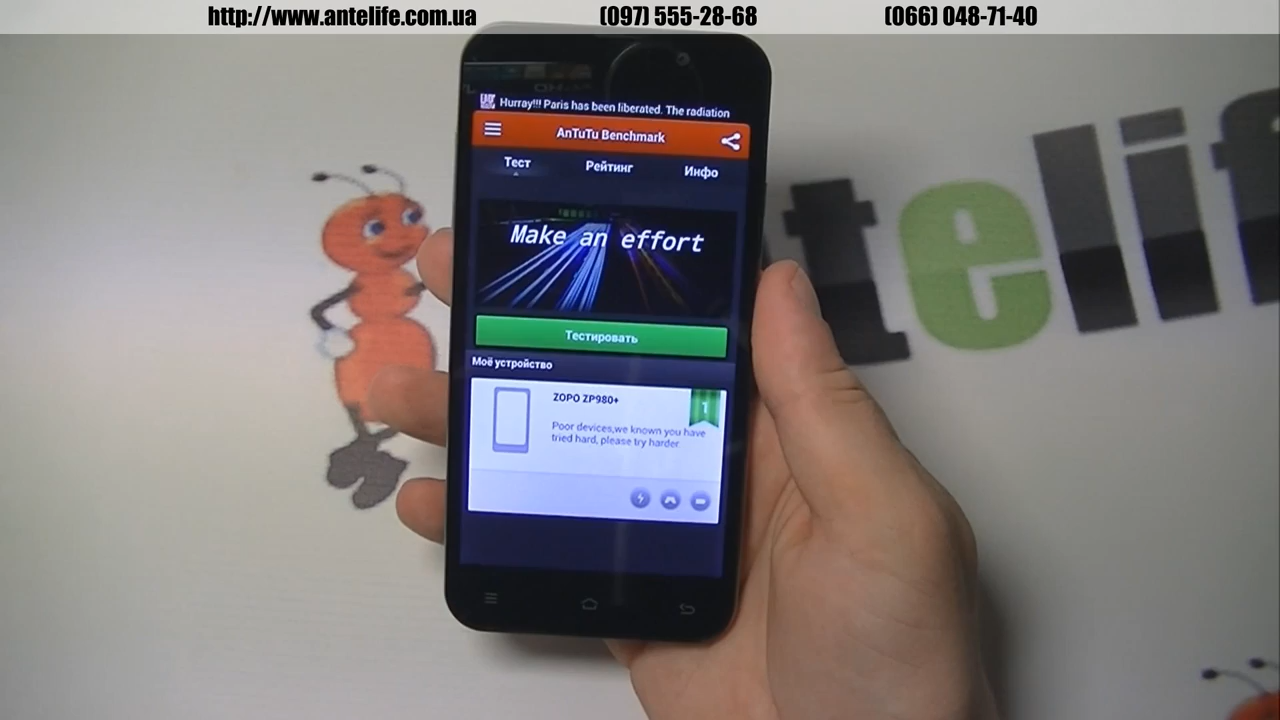 http://www.antelife.com.ua (097) 555-28-68 (066) 048-71-40
Hurray!!! Paris has been liberated. The radiation
AnTuTu Benchmark
Тест Рейтинг Инфо
Make an effort
Тестировать
Моё устройство
ZOPO ZP980+
1
Poor devices,we known you have
tried hard, please try harder
telif